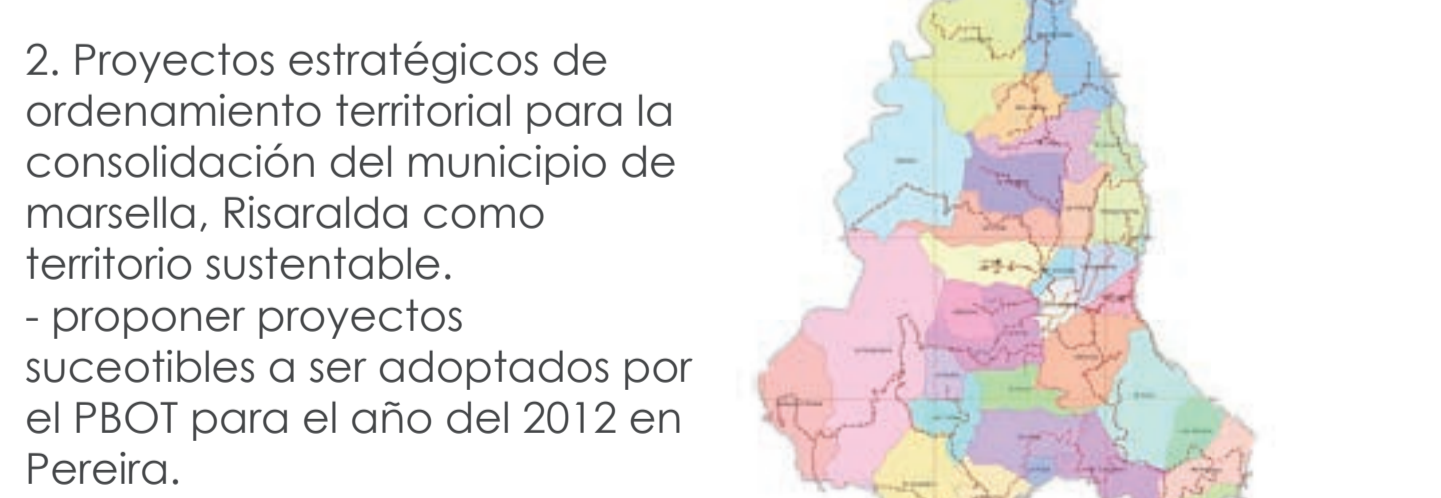 2. Proyectos estratégicos de
ordenamiento territorial para la
consolidación del municipio de
marsella, Risaralda como
territorio sustentable.
- proponer proyectos
suceotibles a ser adoptados por
el PBOT para el año del 2012 en
Pereira.